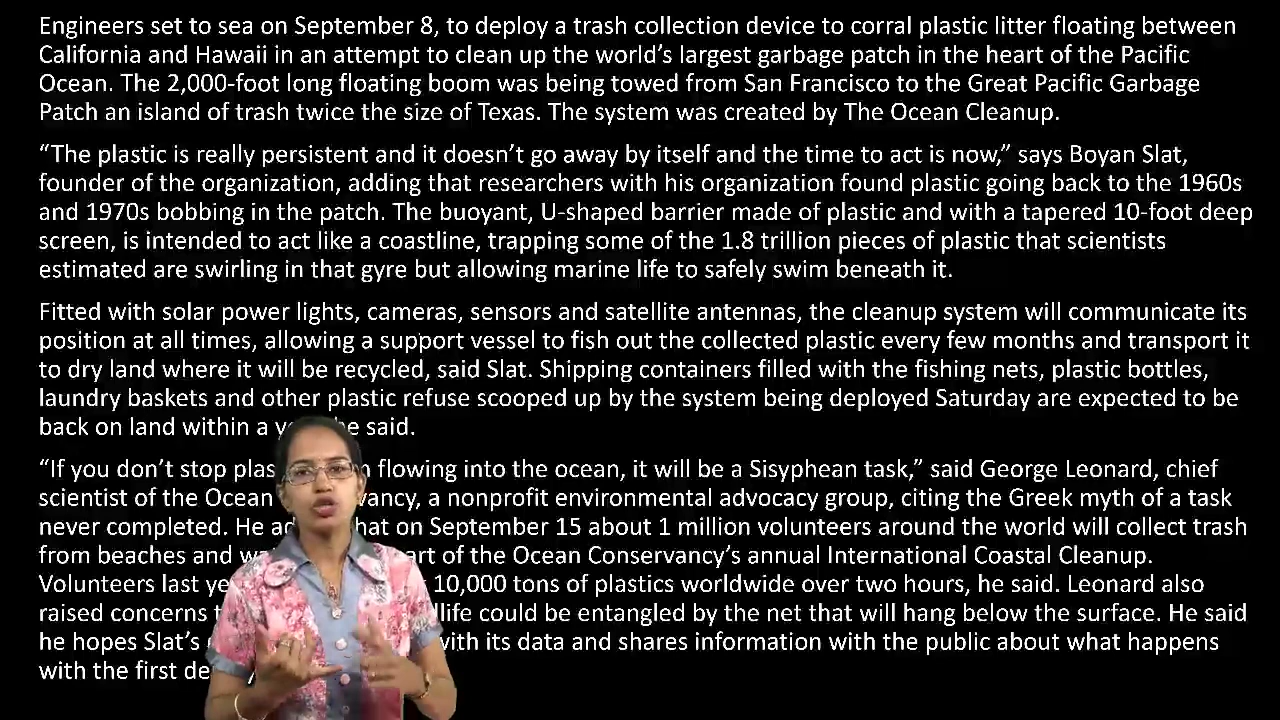 Engineers set to sea on September 8, to deploy a trash collection device to corral plastic litter floating between
California and Hawaii in an attempt to clean up the world’s largest garbage patch in the heart of the Pacific
Ocean. The 2,000-foot long floating boom was being towed from San Francisco to the Great Pacific Garbage
Patch an island of trash twice the size of Texas. The system was created by The Ocean Cleanup.
“The plastic is really persistent and it doesn’t go away by itself and the time to act is now,” says Boyan Slat,
founder of the organization, adding that researchers with his organization found plastic going back to the 1960s
and 1970s bobbing in the patch. The buoyant, U-shaped barrier made of plastic and with a tapered 10-foot deep
screen, is intended to act like a coastline, trapping some of the 1.8 trillion pieces of plastic that scientists
estimated are swirling in that gyre but allowing marine life to safely swim beneath it.
Fitted with solar power lights, cameras, sensors and satellite antennas, the cleanup system will communicate its
position at all times, allowing a support vessel to fish out the collected plastic every few months and transport it
to dry land where it will be recycled, said Slat. Shipping containers filled with the fishing nets, plastic bottles,
laundry baskets and other plastic refuse scooped up by the system being deployed Saturday are expected to be
back on land within a he said.
“If you don’t stop flowing into the ocean, it will be a Sisyphean task,” said George Leonard, chief
scientist of the Ocean a nonprofit environmental advocacy group, citing the Greek myth of a task
never completed. He that on September 15 about 1 million volunteers around the world will collect trash
from beaches and of the Ocean Conservancy’s annual International Coastal Cleanup.
Volunteers last 10,000 tons of plastics worldwide over two hours, he said. Leonard also
raised concerns could be entangled by the net that will hang below the surface. He said
he hopes Slat’s with its data and shares information with the public about what happens
with the first